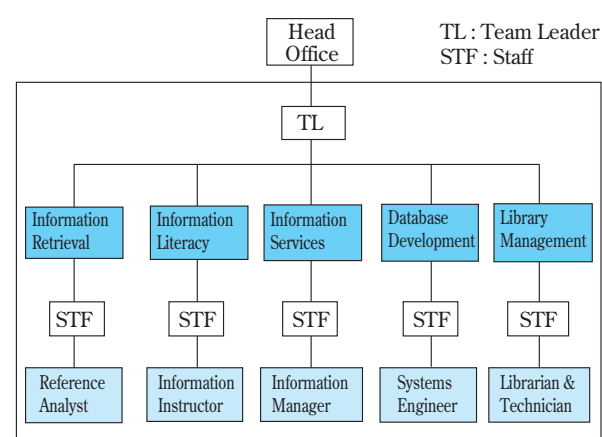 Head
Office
TL : Team Leader
STF : Staff
TL
Information
Retrieval
Information
Literacy
Information
Services
Database
Development
Library
Management
STF
STF
STF
STF
STF
Reference
Analyst
Information
Instructor
Information
Manager
Systems
Engineer
Librarian &
Technician